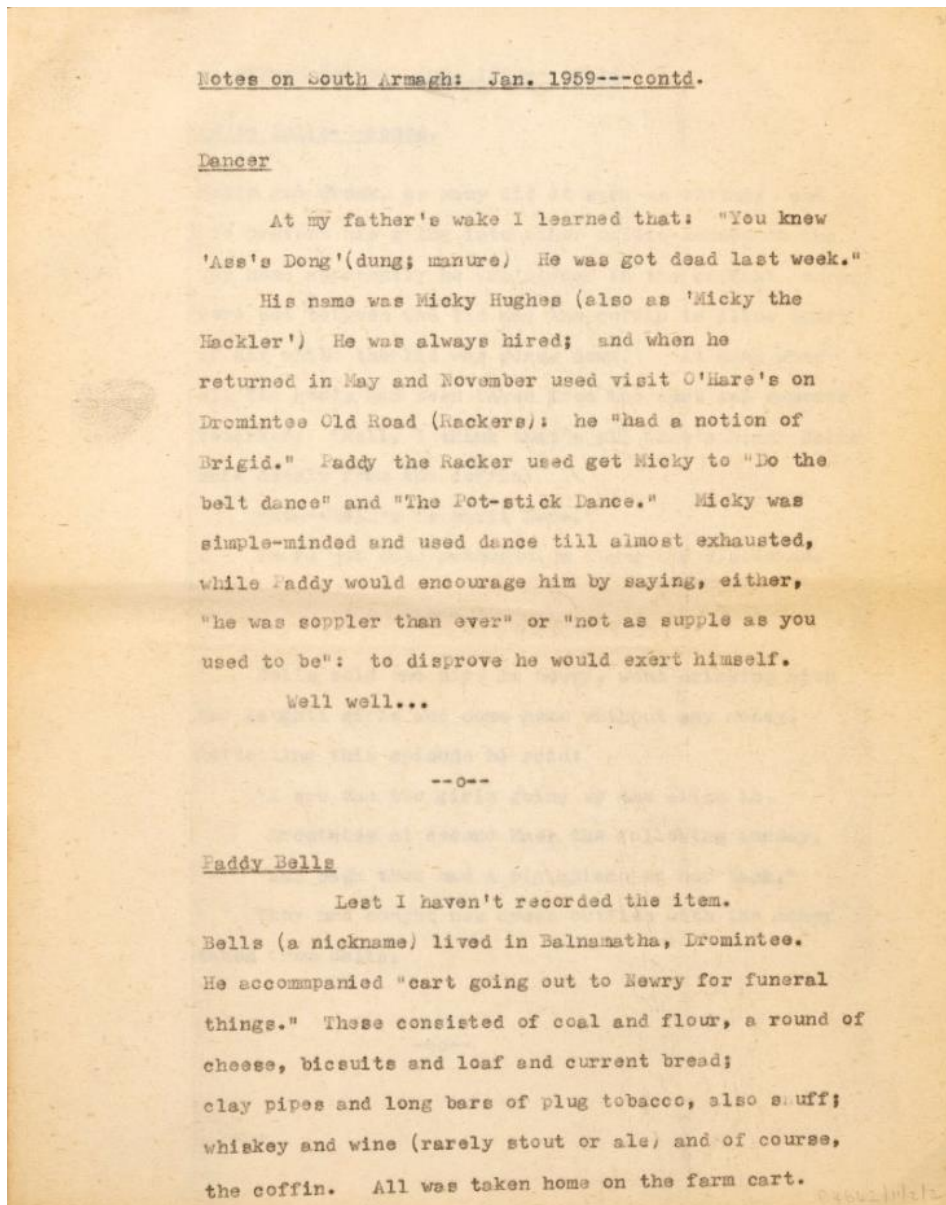 Notes on South Armagh: Jan. 1959---contd.
Dancer
At my father's wake I learned that: "You knew
'Ass's Dong'(dung; manure) He was got dead last week."
His name was Micky Hughes (also as 'Micky the
Hackler') He was always hired; and when he
returned in May and November used visit O'Hare's on
Dromintee Old Road (Rackers): he "had a notion of
Brigid." Paddy the Racker used get Micky to "Do the
belt dance" and "The Pot-stick Dance." Micky was
simple-minded and used dance till almost exhausted,
while Paddy would encourage him by saying, either,
"he was soppler than ever" or "not as supple as you
used to be": to disprove he would exert himself.
Well well...
--o--
Paddy Bells
Lest I haven't recorded the item.
Bells (a nickname) lived in Balnamatha, Dromintee.
He accommpanied "cart going out to Newry for funeral
things." These consisted of coal and flour, a round of
cheese, bicsuits and loaf and current bread;
clay pipes and long bars of plug tobacco, also snuff;
whiskey and wine (rarely stout or ale) and of course,
the coffin. All was taken home on the farm cart.